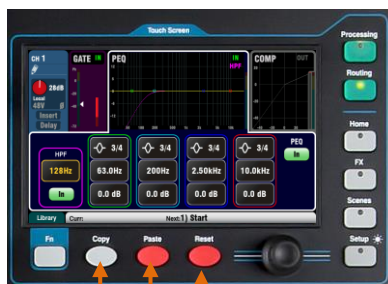 Touch Screen
Processing
CH 1 GATE IN PEQ IN COMP OUT
HPF
28dB
Local
48V Ø
Insert
Delay
Routing
Home
HPF
3/4 3/4 3/4 3/4
PEQ
In
128Hz 63.0Hz 200Hz 2.50kHz 10.0kHz
In 0.0 dB 0.0 dB 0.0 dB 0.0 dB
FX
Scenes
Library Curr: Next:1) Start
Fn Copy Paste Reset
Setup